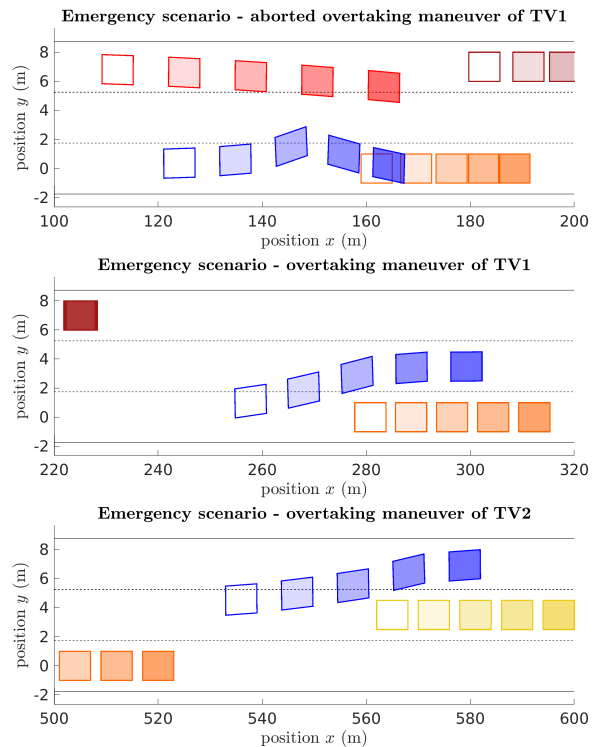 Emergency scenario - aborted overtaking maneuver of TV1
8
6
4
2
0
-2
position y (m)
100 120 140 160 180 200
position x (m)
Emergency scenario - overtaking maneuver of TV1
8
6
4
2
0
-2
position y (m)
220 240 260 280 300 320
position x (m)
Emergency scenario - overtaking maneuver of TV2
8
6
4
2
0
-2
position y (m)
500 520 540 560 580 600
position x (m)